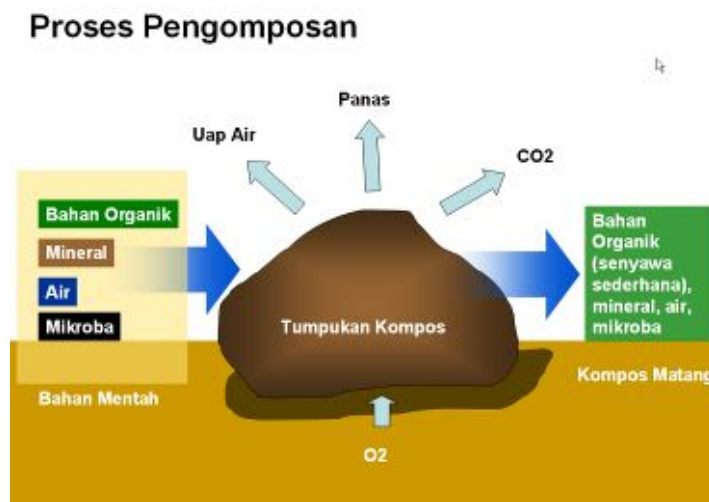 Proses Pengomposan
Panas
Uap Air
CO2
Bahan Organik
Mineral
Air
Mikroba
Bahan Mentah
Tumpukan Kompos
O2
Bahan
Organik
(senyawa
sederhana),
mineral, air,
mikroba
Kompos Matang